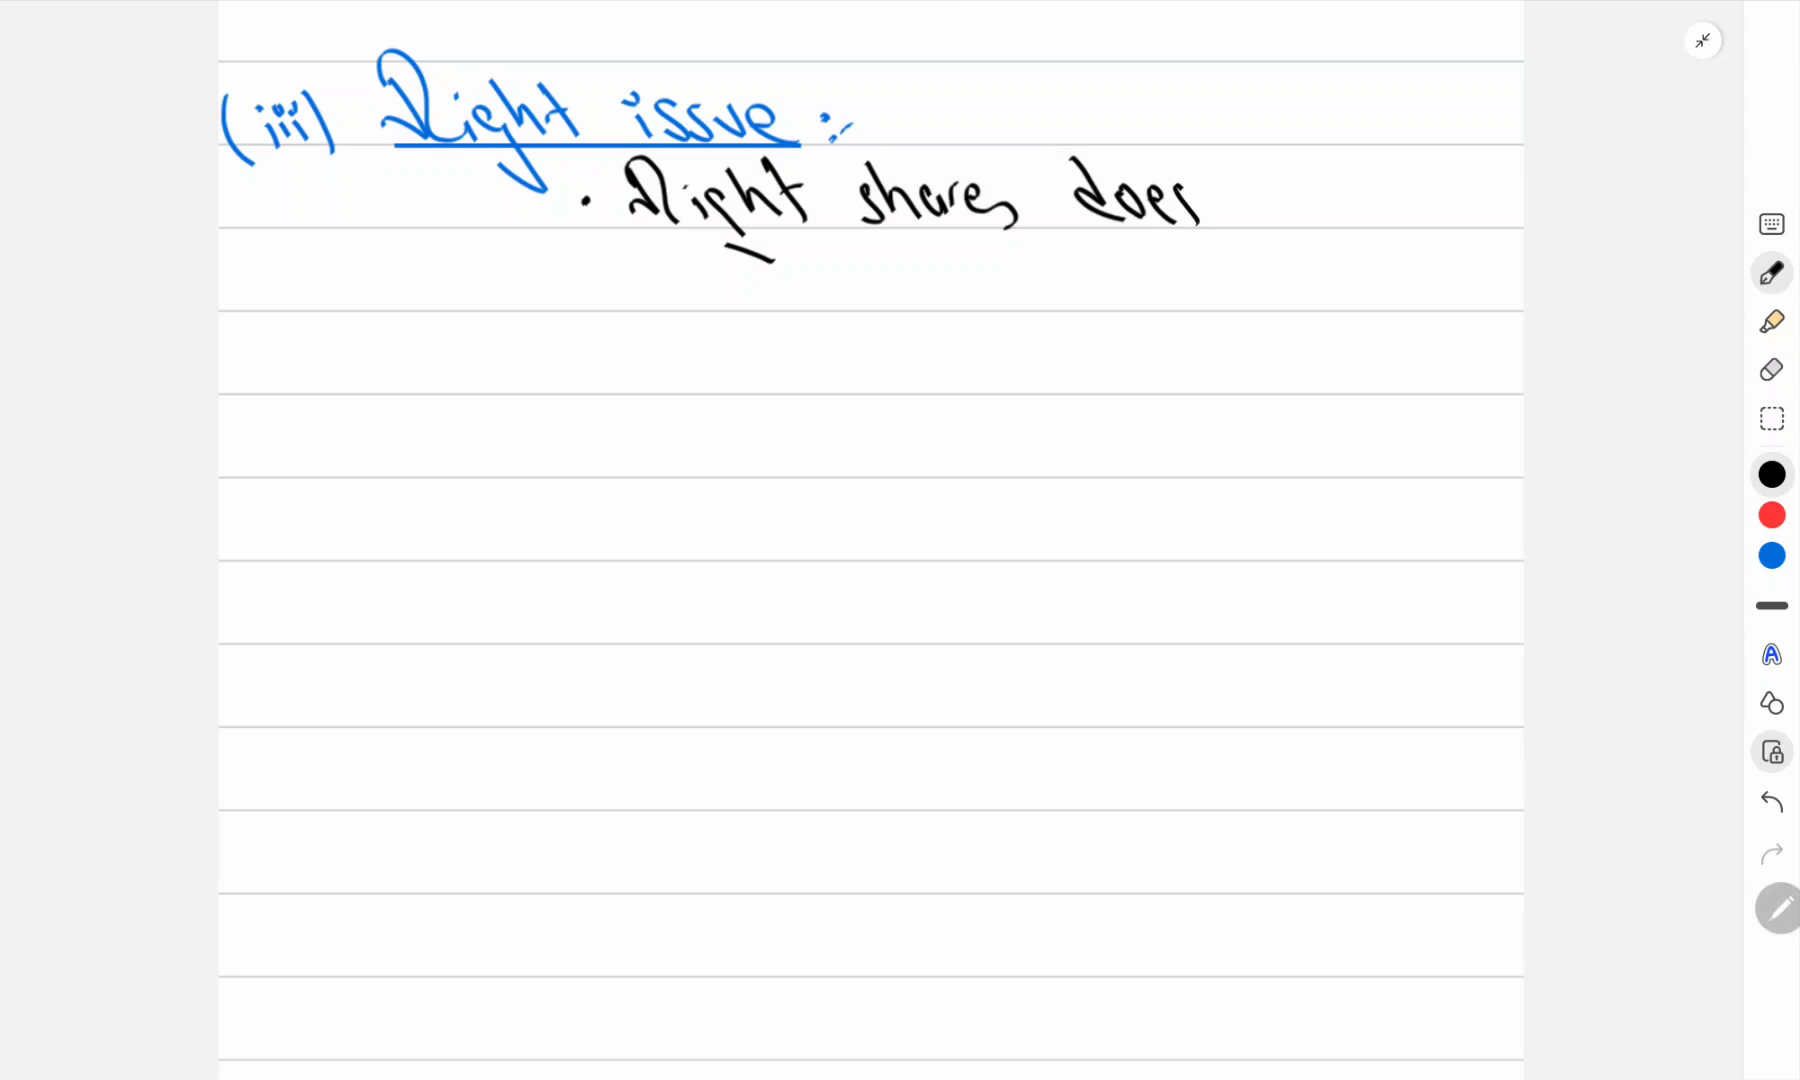 (iii) Right issue :-
• Right shares does